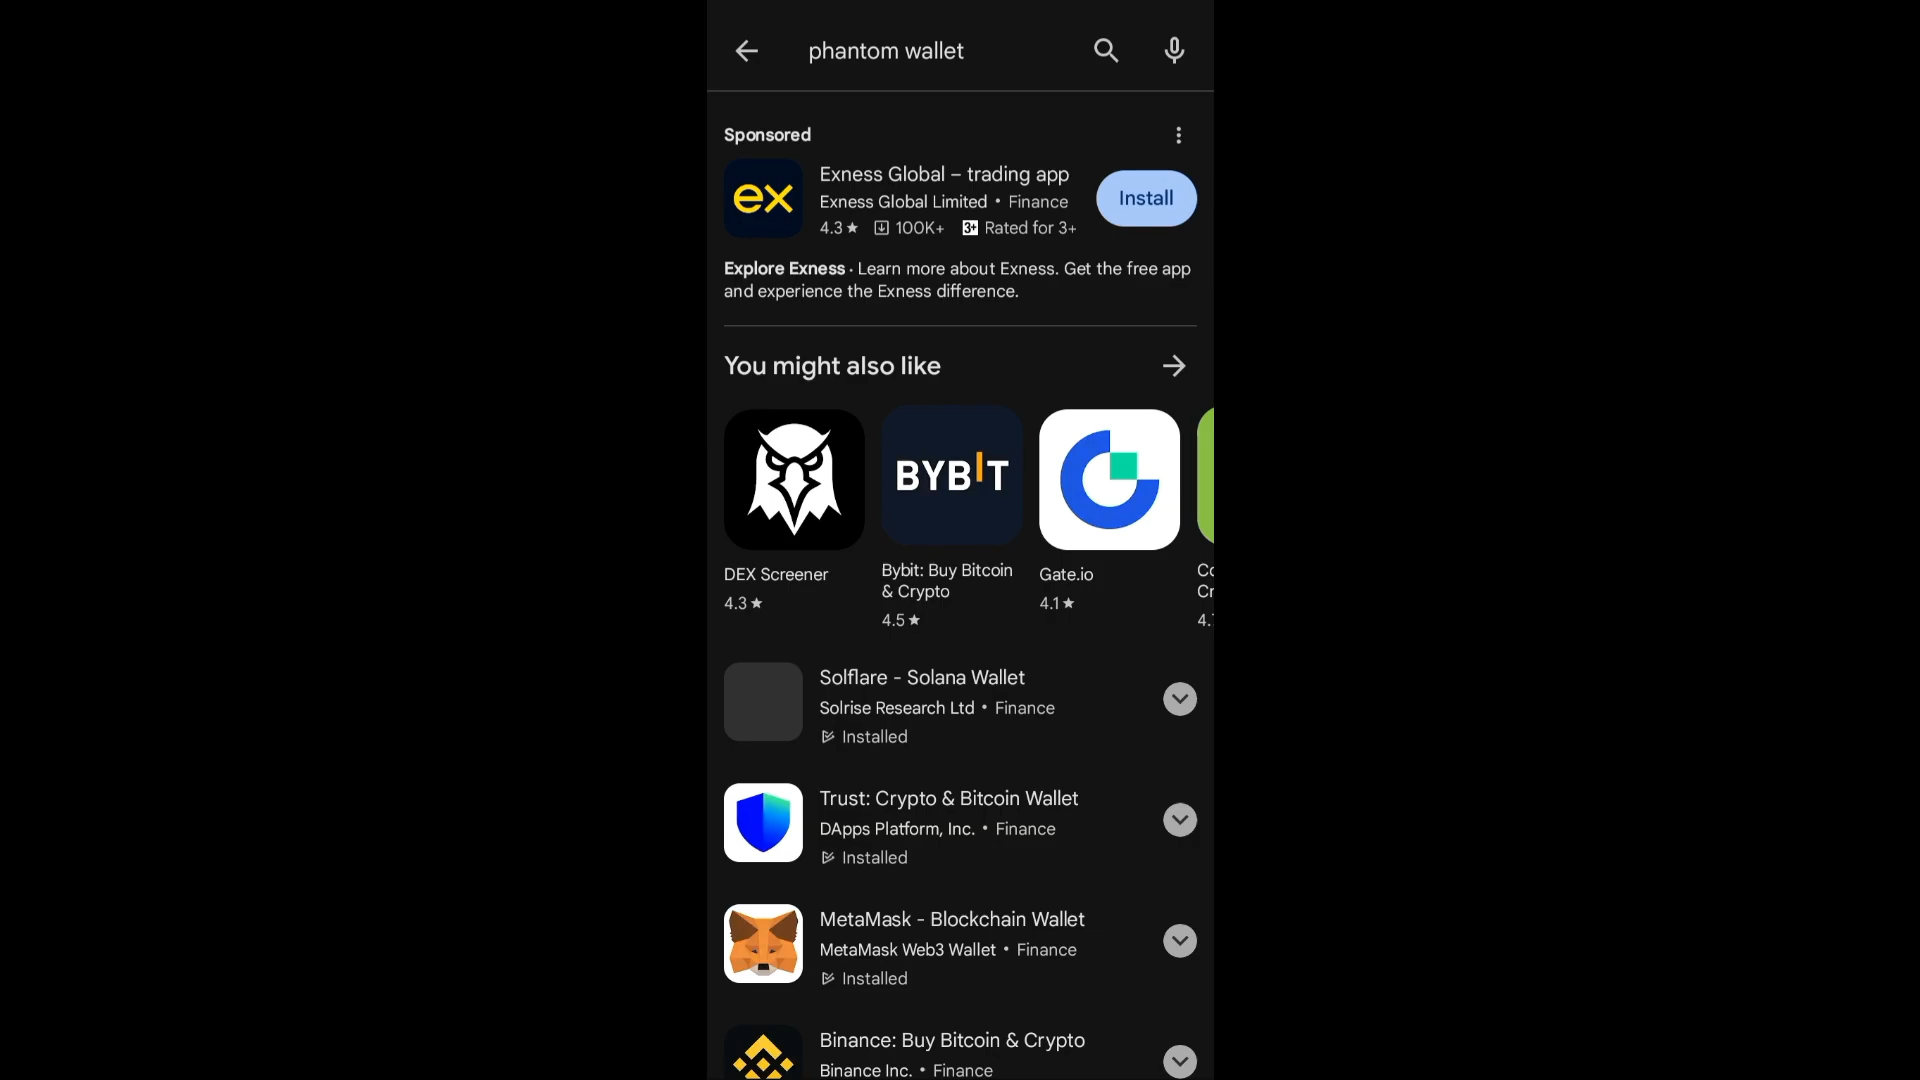 phantom wallet
Sponsored
ex
Exness Global – trading app
Exness Global Limited • Finance
4.3 ★ 100K+ 3+ Rated for 3+
Install
Explore Exness · Learn more about Exness. Get the free app
and experience the Exness difference.
You might also like
BYBIT
DEX Screener
4.3 ★
Bybit: Buy Bitcoin
& Crypto
4.5 ★
Gate.io
4.1 ★
Solflare - Solana Wallet
Solrise Research Ltd • Finance
Installed
Trust: Crypto & Bitcoin Wallet
DApps Platform, Inc. • Finance
Installed
MetaMask - Blockchain Wallet
MetaMask Web3 Wallet • Finance
Installed
Binance: Buy Bitcoin & Crypto
Binance Inc. • Finance